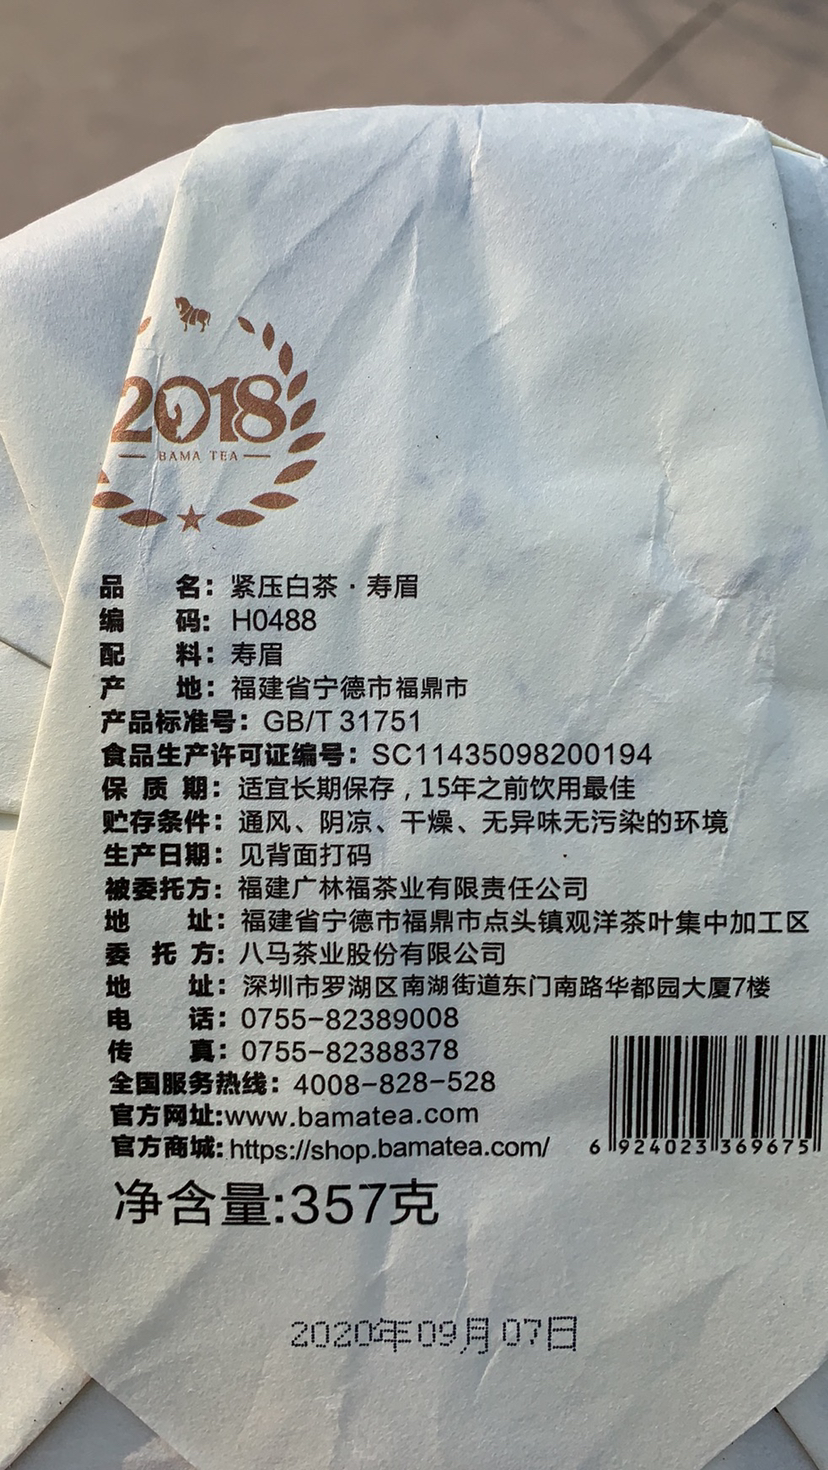 2018
BAMA TEA
品 名：紧压白茶·寿眉
编 码：H0488
配 料：寿眉
产 地：福建省宁德市福鼎市
产品标准号：GB/T 31751
食品生产许可证编号：SC11435098200194
保 质 期：适宜长期保存，15年之前饮用最佳
贮存条件：通风、阴凉、干燥、无异味无污染的环境
生产日期：见背面打码
被委托方：福建广林福茶业有限责任公司
地 址：福建省宁德市福鼎市点头镇观洋茶叶集中加工区
委 托 方：八马茶业股份有限公司
地 址：深圳市罗湖区南湖街道东门南路华都园大厦7楼
电 话：0755-82389008
传 真：0755-82388378
全国服务热线：4008-828-528
官方网址:www.bamatea.com
官方商城:https://shop.bamatea.com/
6 924023 369675
净含量:357克
2020年09月07日